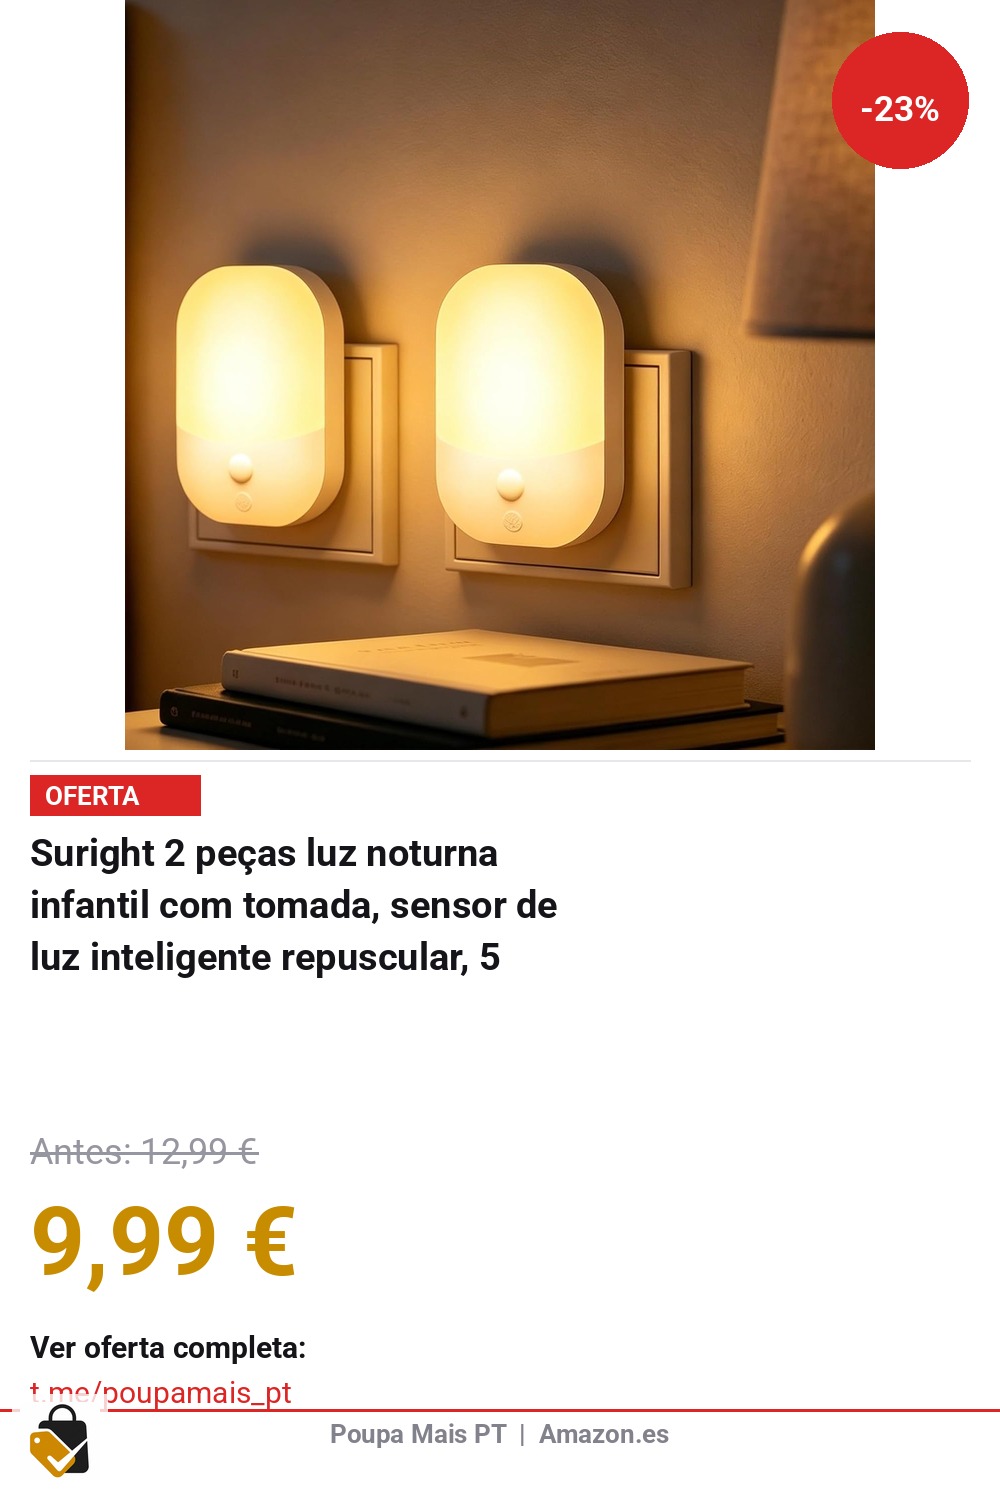 -23%
OFERTA
Suright 2 peças luz noturna
infantil com tomada, sensor de
luz inteligente repuscular, 5
Antes: 12,99 €
9,99 €
Ver oferta completa:
t.me/poupamais_pt
Poupa Mais PT | Amazon.es